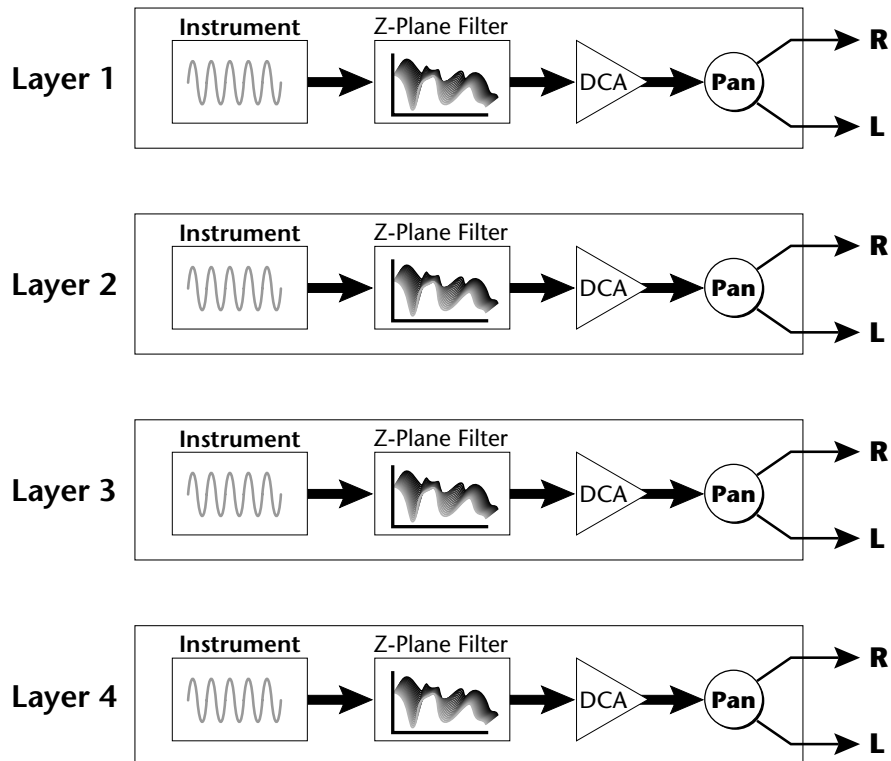 Instrument
Z-Plane Filter
R
Layer 1
DCA
Pan
L
Instrument
Z-Plane Filter
R
Layer 2
DCA
Pan
L
Instrument
Z-Plane Filter
R
Layer 3
DCA
Pan
L
Instrument
Z-Plane Filter
R
Layer 4
DCA
Pan
L